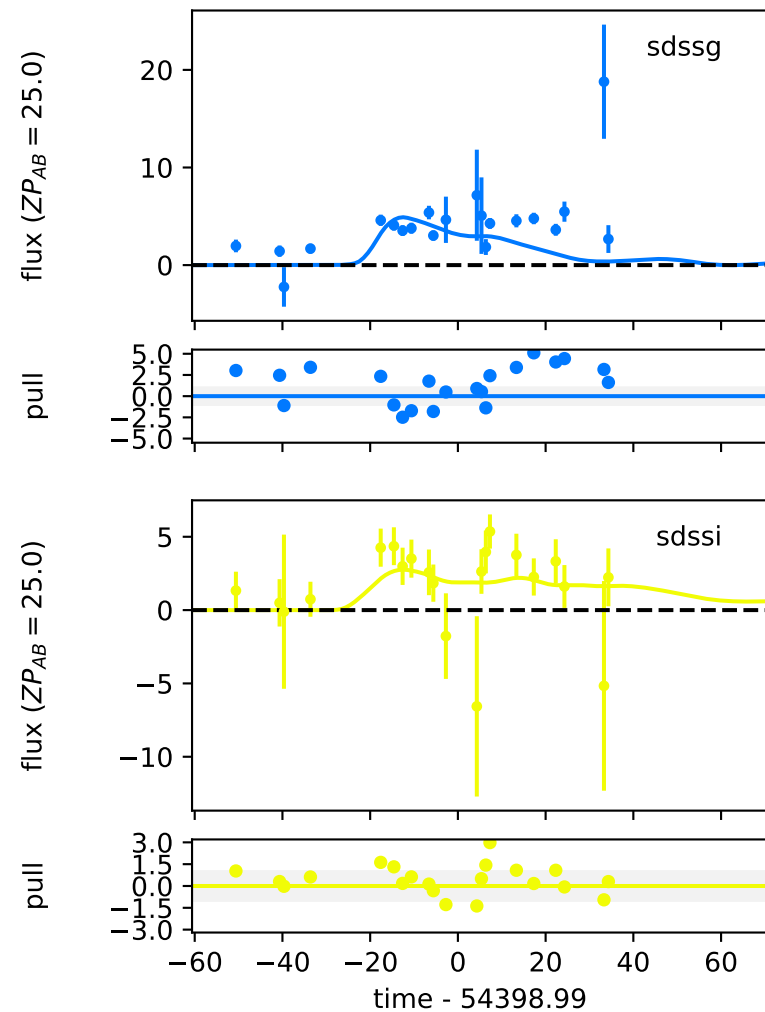 sdssg
flux (ZP_AB = 25.0)
20
10
0
pull
5.0
2.5
0.0
−2.5
−5.0
sdssi
flux (ZP_AB = 25.0)
5
0
−5
−10
pull
3.0
1.5
0.0
−1.5
−3.0
−60 −40 −20 0 20 40 60
time - 54398.99